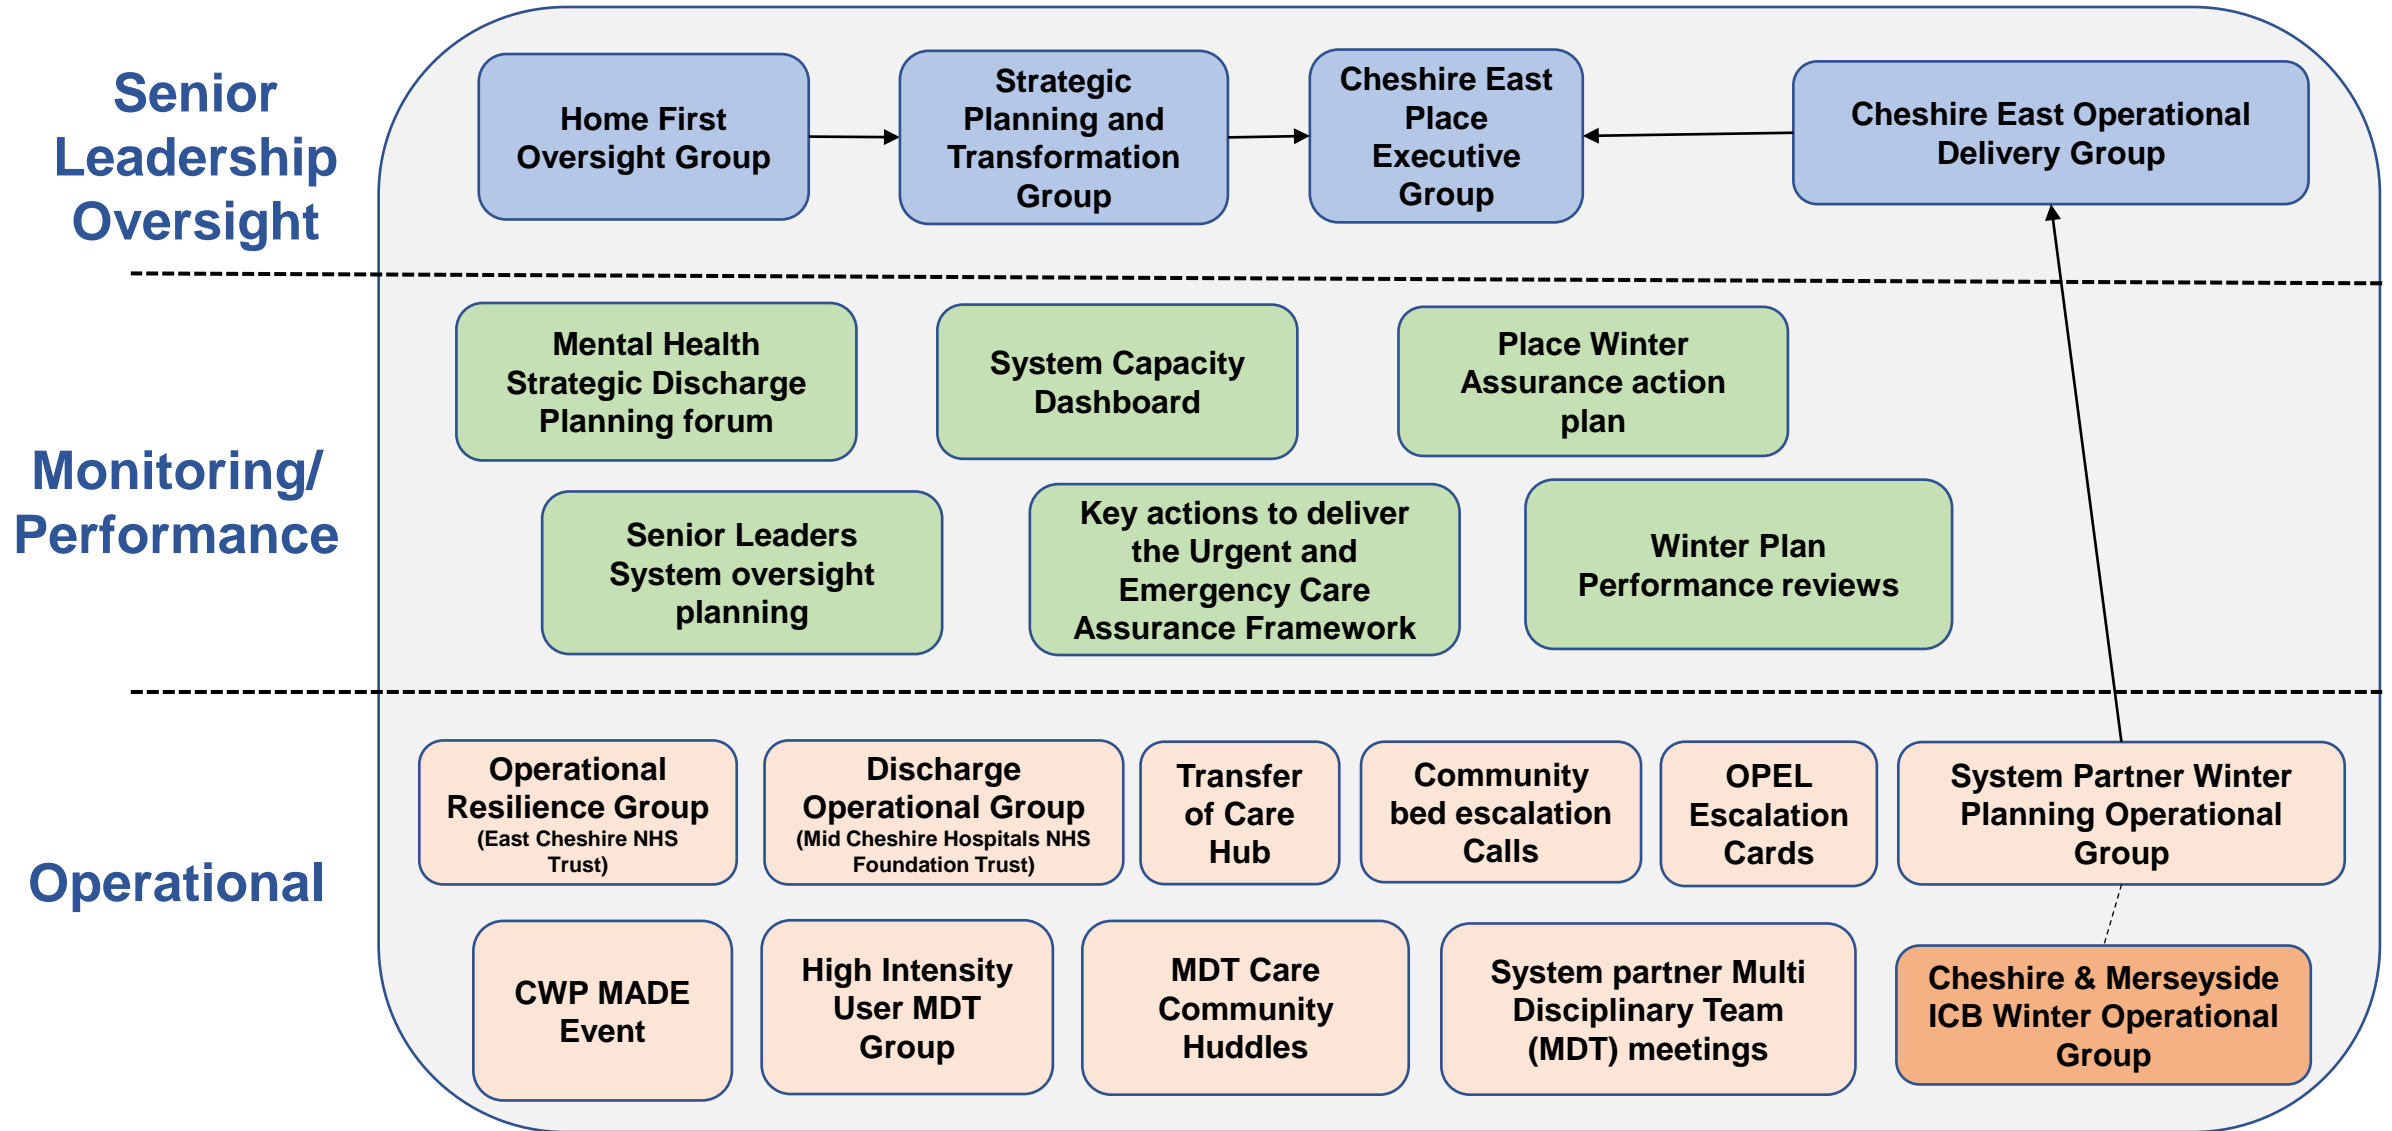 Senior
Leadership
Oversight
Home First
Oversight Group
Strategic
Planning and
Transformation
Group
Cheshire East
Place
Executive
Group
Cheshire East Operational
Delivery Group
Monitoring/
Performance
Mental Health
Strategic Discharge
Planning forum
System Capacity
Dashboard
Place Winter
Assurance action
plan
Senior Leaders
System oversight
planning
Key actions to deliver
the Urgent and
Emergency Care
Assurance Framework
Winter Plan
Performance reviews
Operational
Operational
Resilience Group
(East Cheshire NHS
Trust)
Discharge
Operational Group
(Mid Cheshire Hospitals NHS
Foundation Trust)
Transfer
of Care
Hub
Community
bed escalation
Calls
OPEL
Escalation
Cards
System Partner Winter
Planning Operational
Group
CWP MADE
Event
High Intensity
User MDT
Group
MDT Care
Community
Huddles
System partner Multi
Disciplinary Team
(MDT) meetings
Cheshire & Merseyside
ICB Winter Operational
Group